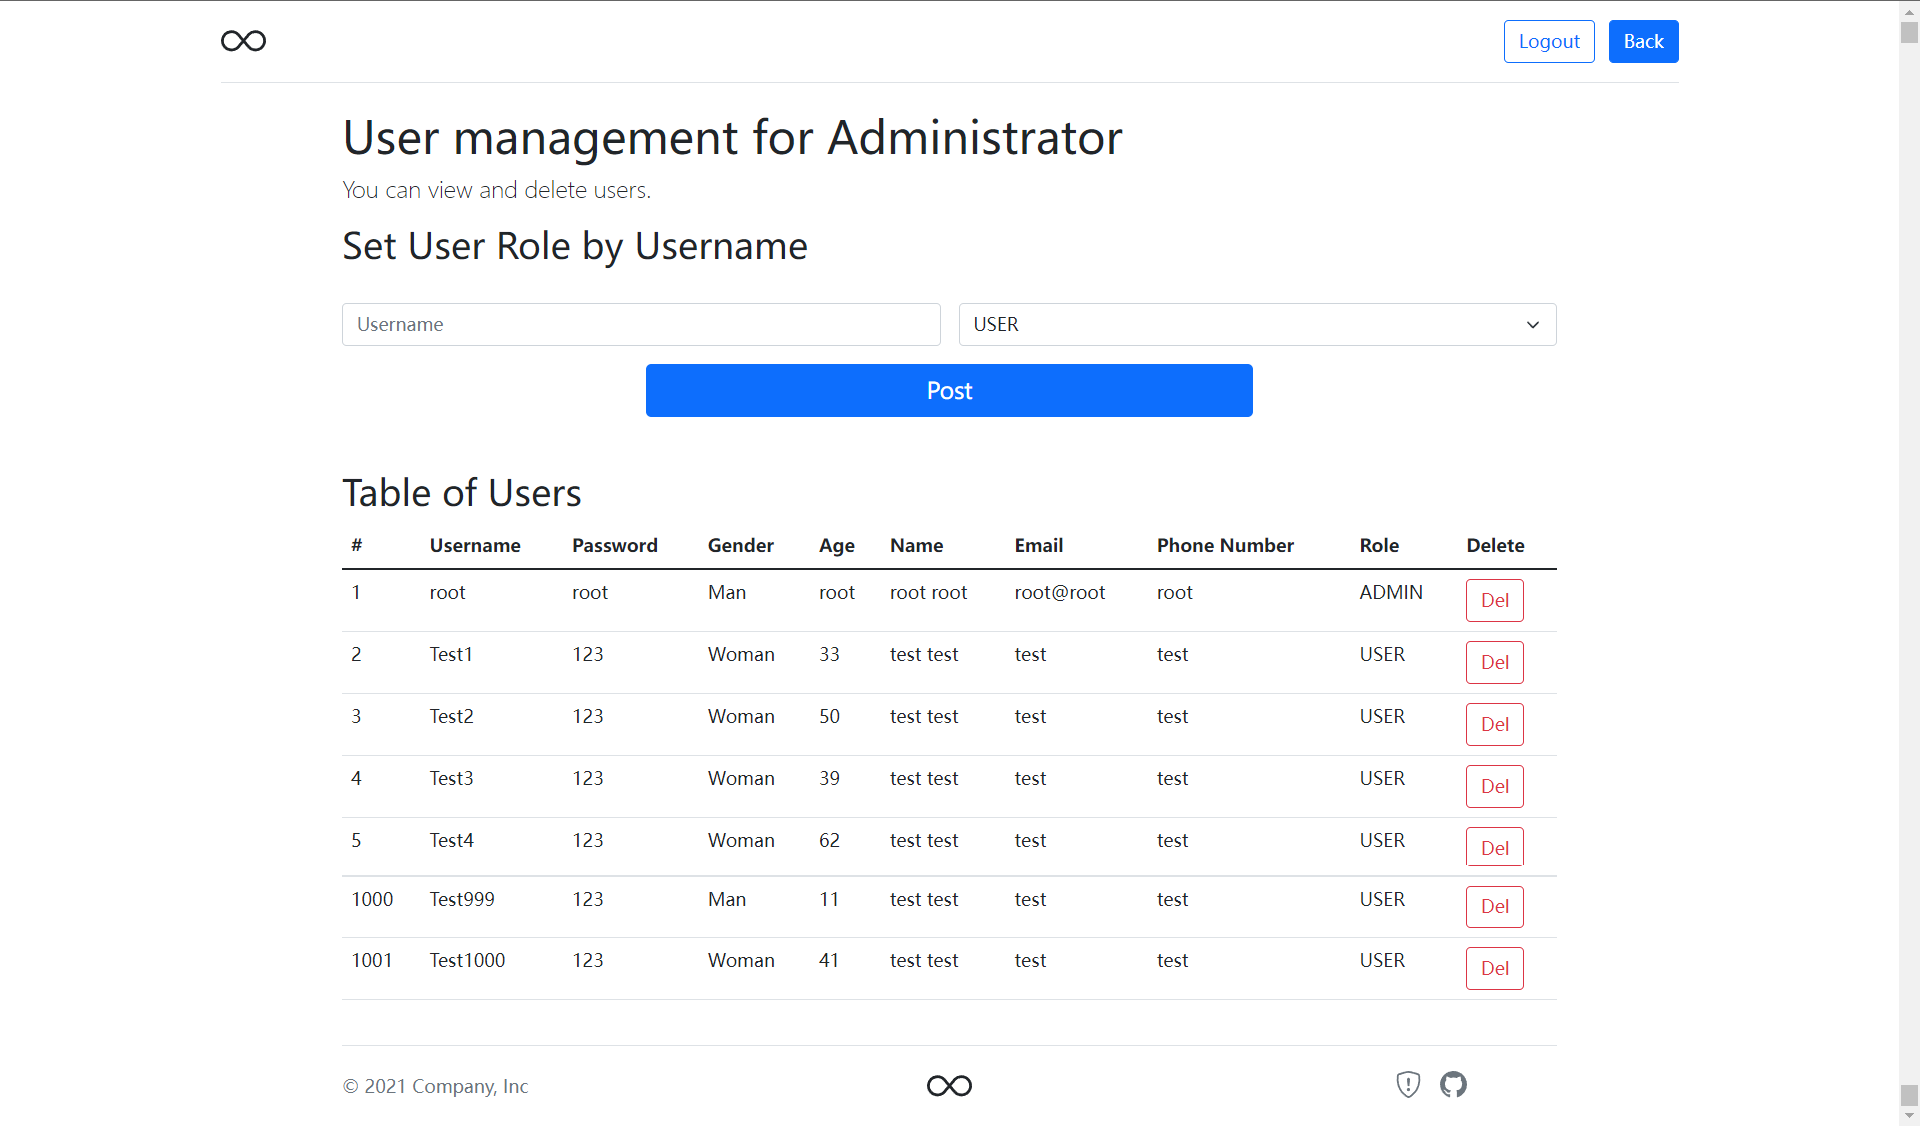 Logout Back
User management for Administrator
You can view and delete users.
Set User Role by Username
Username USER
Post
Table of Users
# Username Password Gender Age Name Email Phone Number Role Delete
1 root root Man root root root root@root root ADMIN Del
2 Test1 123 Woman 33 test test test test USER Del
3 Test2 123 Woman 50 test test test test USER Del
4 Test3 123 Woman 39 test test test test USER Del
5 Test4 123 Woman 62 test test test test USER Del
1000 Test999 123 Man 11 test test test test USER Del
1001 Test1000 123 Woman 41 test test test test USER Del
© 2021 Company, Inc